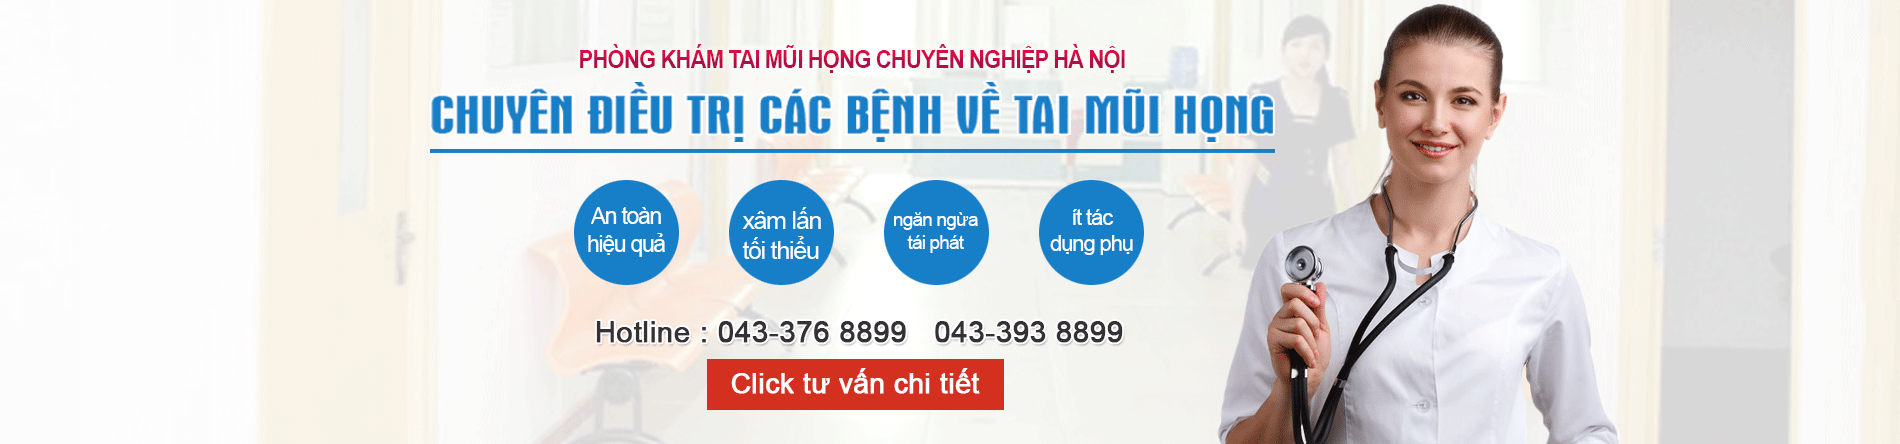 PHÒNG KHÁM TAI MŨI HỌNG CHUYÊN NGHIỆP HÀ NỘI
CHUYÊN ĐIỀU TRỊ CÁC BỆNH VỀ TAI MŨI HỌNG
An toàn
hiệu quả
xâm lấn
tối thiểu
ngăn ngừa
tái phát
ít tác
dụng phụ
Hotline : 043-376 8899 043-393 8899
Click tư vấn chi tiết